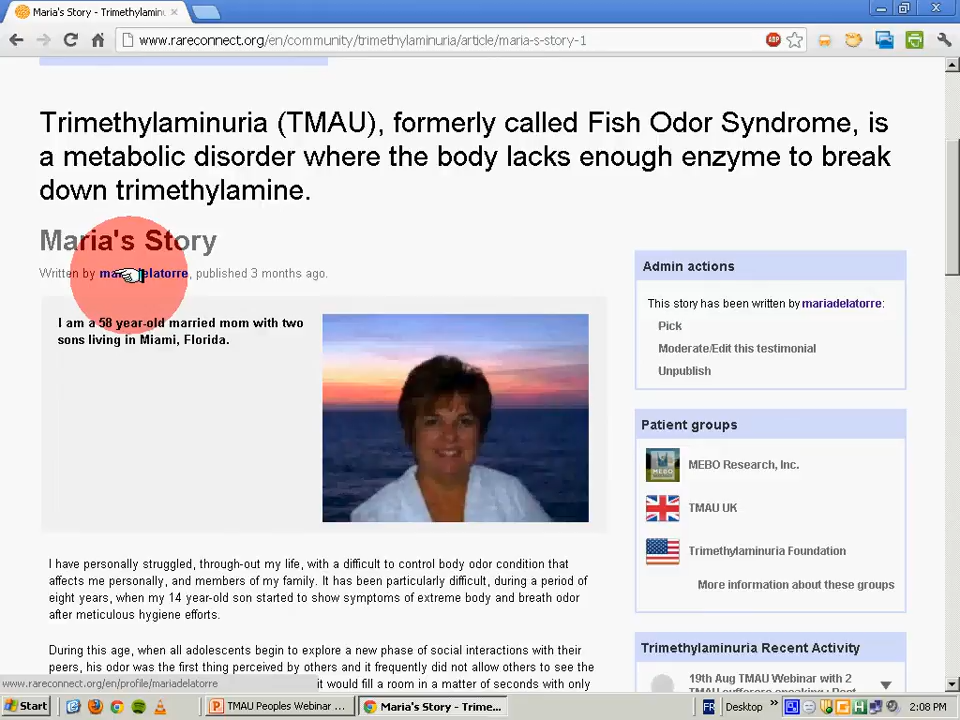 Maria's Story - Trimethylaminu
www.rareconnect.org/en/community/trimethylaminuria/article/maria-s-story-1
ABP
Trimethylaminuria (TMAU), formerly called Fish Odor Syndrome, is
a metabolic disorder where the body lacks enough enzyme to break
down trimethylamine.
Maria's Story
Written by mariadelatorre, published 3 months ago.
I am a 58 year-old married mom with two
sons living in Miami, Florida.
I have personally struggled, through-out my life, with a difficult to control body odor condition that
affects me personally, and members of my family. It has been particularly difficult, during a period of
eight years, when my 14 year-old son started to show symptoms of extreme body and breath odor
after meticulous hygiene efforts.
During this age, when all adolescents begin to explore a new phase of social interactions with their
peers, his odor was the first thing perceived by others and it frequently did not allow others to see the
it would fill a room in a matter of seconds with only
Admin actions
This story has been written by mariadelatorre:
Pick
Moderate/Edit this testimonial
Unpublish
Patient groups
MEBO
MEBO Research, Inc.
TMAU UK
Trimethylaminuria Foundation
More information about these groups
Trimethylaminuria Recent Activity
19th Aug TMAU Webinar with 2
www.rareconnect.org/en/profile/mariadelatorre
Start
TMAU Peoples Webinar ...
Maria's Story - Trime...
FR
Desktop
2:08 PM